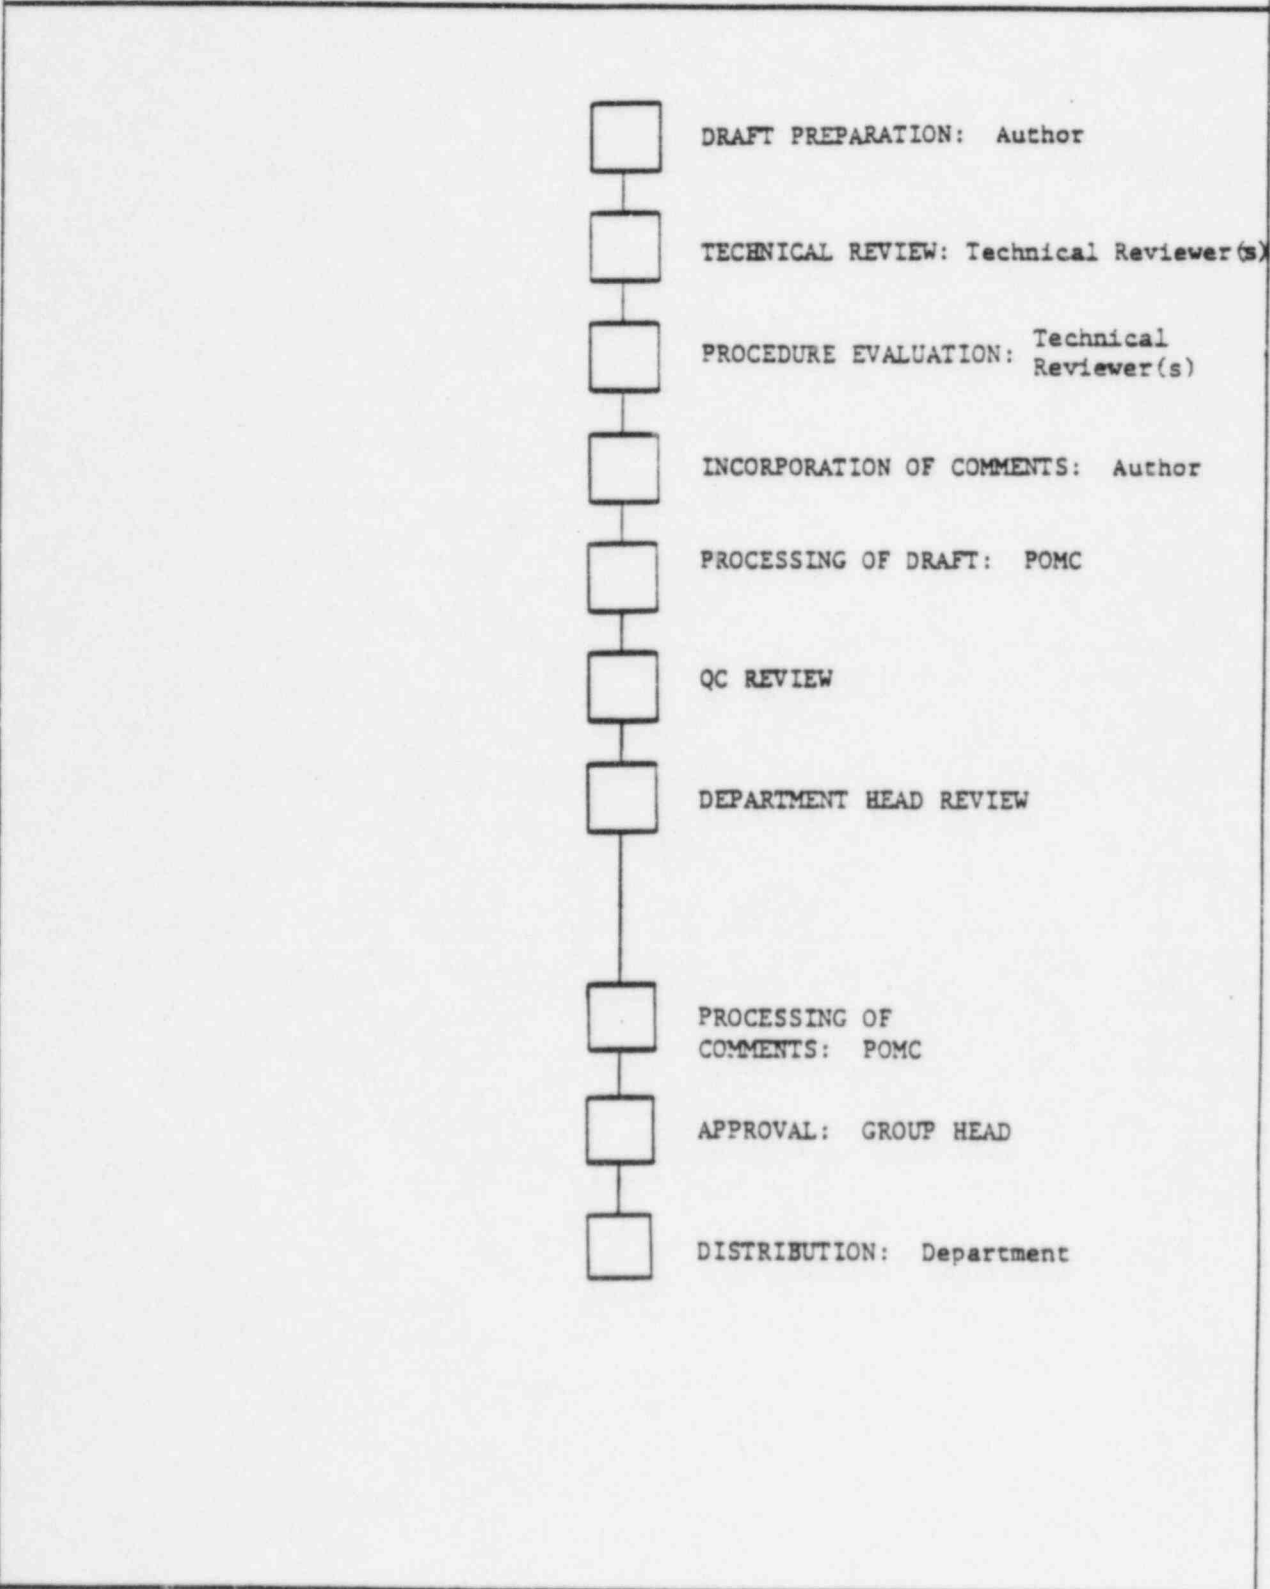 DRAFT PREPARATION: Author
TECHNICAL REVIEW: Technical Reviewer(s)
PROCEDURE EVALUATION: Technical
Reviewer(s)
INCORPORATION OF COMMENTS: Author
PROCESSING OF DRAFT: POMC
QC REVIEW
DEPARTMENT HEAD REVIEW
PROCESSING OF
COMMENTS: POMC
APPROVAL: GROUP HEAD
DISTRIBUTION: Department